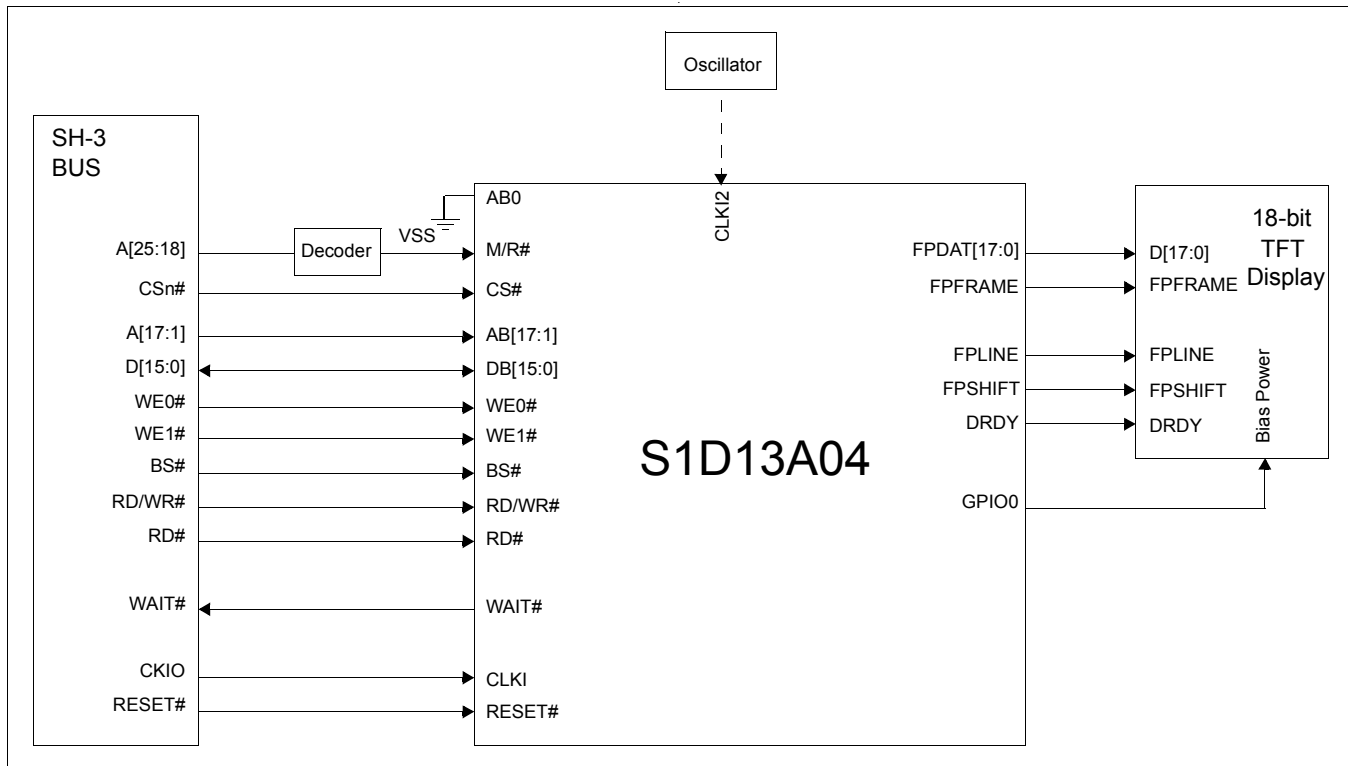 Oscillator
SH-3
BUS
A[25:18]
CSn#
A[17:1]
D[15:0]
WE0#
WE1#
BS#
RD/WR#
RD#
WAIT#
CKIO
RESET#
Decoder
VSS
AB0
M/R#
CS#
AB[17:1]
DB[15:0]
WE0#
WE1#
BS#
RD/WR#
RD#
WAIT#
CLKI
RESET#
CLKI2
S1D13A04
FPDAT[17:0]
FPFRAME
FPLINE
FPSHIFT
DRDY
GPIO0
18-bit
TFT
Display
D[17:0]
FPFRAME
FPLINE
FPSHIFT
DRDY
Bias Power